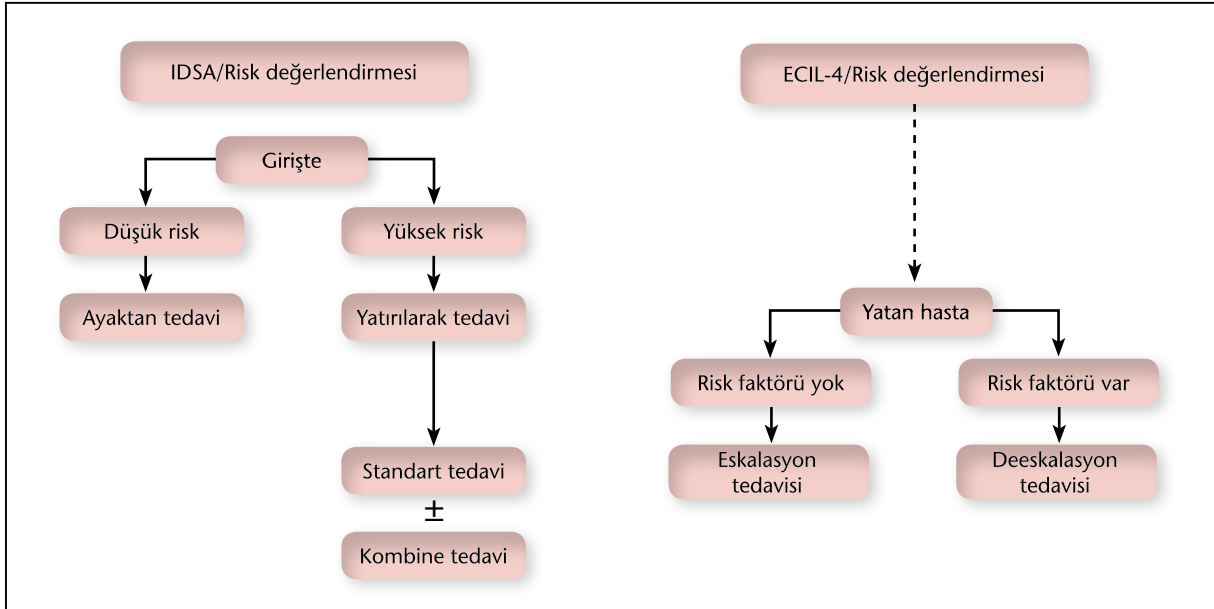 IDSA/Risk değerlendirmesi
Girişte
Düşük risk
Yüksek risk
Ayaktan tedavi
Yatırılarak tedavi
Standart tedavi
±
Kombine tedavi
ECIL-4/Risk değerlendirmesi
Yatan hasta
Risk faktörü yok
Risk faktörü var
Eskalasyon
tedavisi
Deeskalasyon
tedavisi